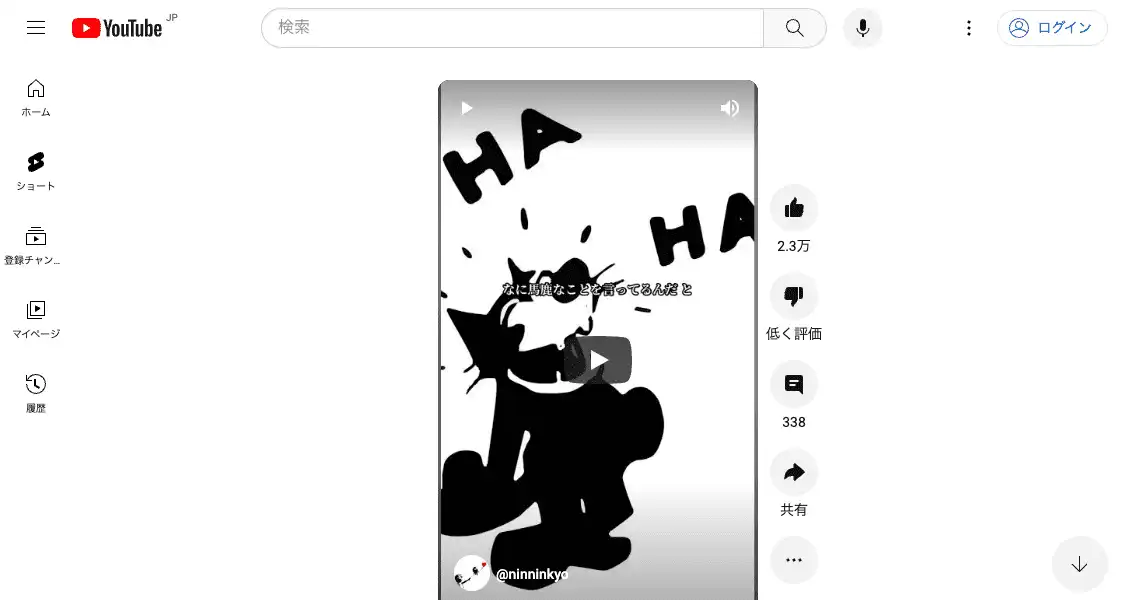 YouTube JP
検索
ログイン
ホーム
ショート
登録チャン...
マイページ
履歴
HA
HA
なに馬鹿なことを言ってるんだ と
@ninninkyo
2.3万
低く評価
338
共有